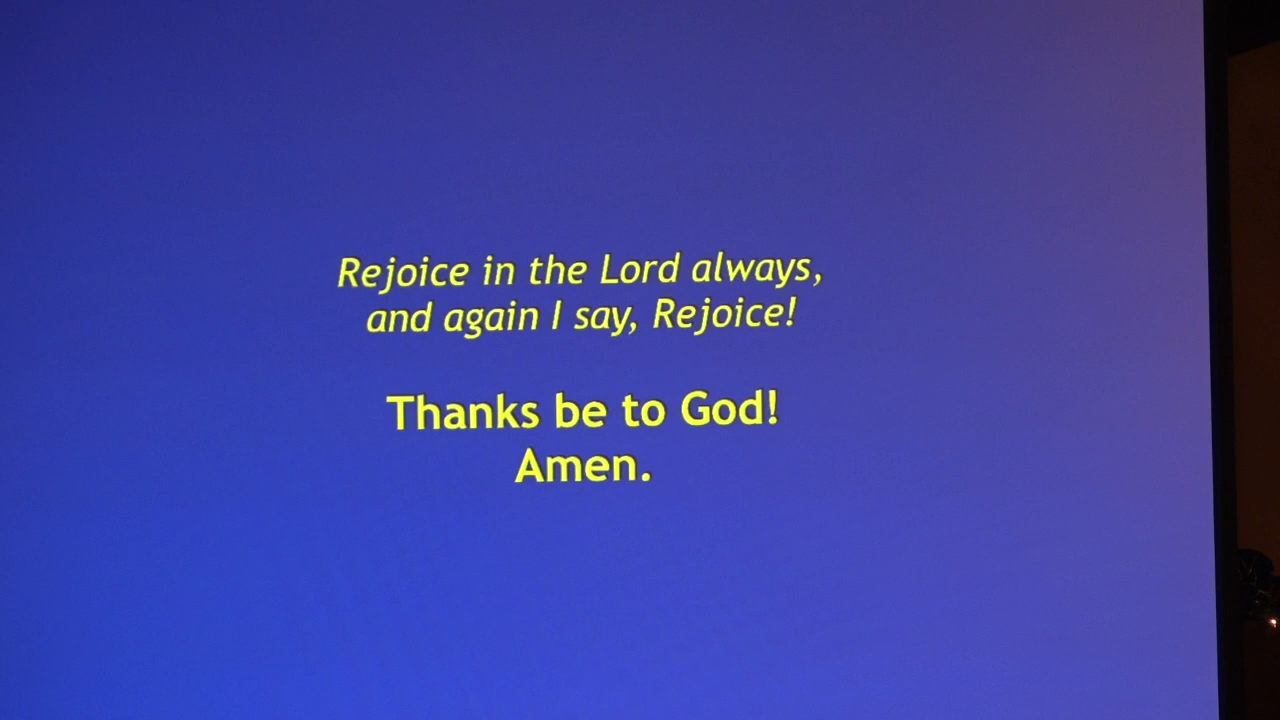 Rejoice in the Lord always,
and again I say, Rejoice!
Thanks be to God!
Amen.